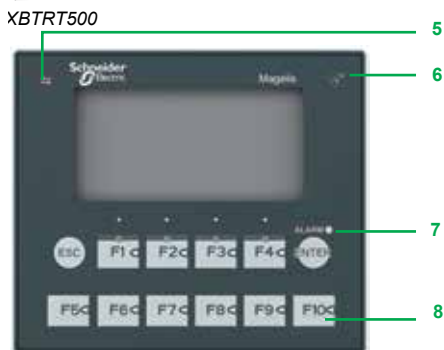 XBTRT500
5
Schneider
Electric
Magelis
6
ALARM
7
ESC
F1 F2 F3 F4
ENTER
F5 F6 F7 F8 F9 F10
8